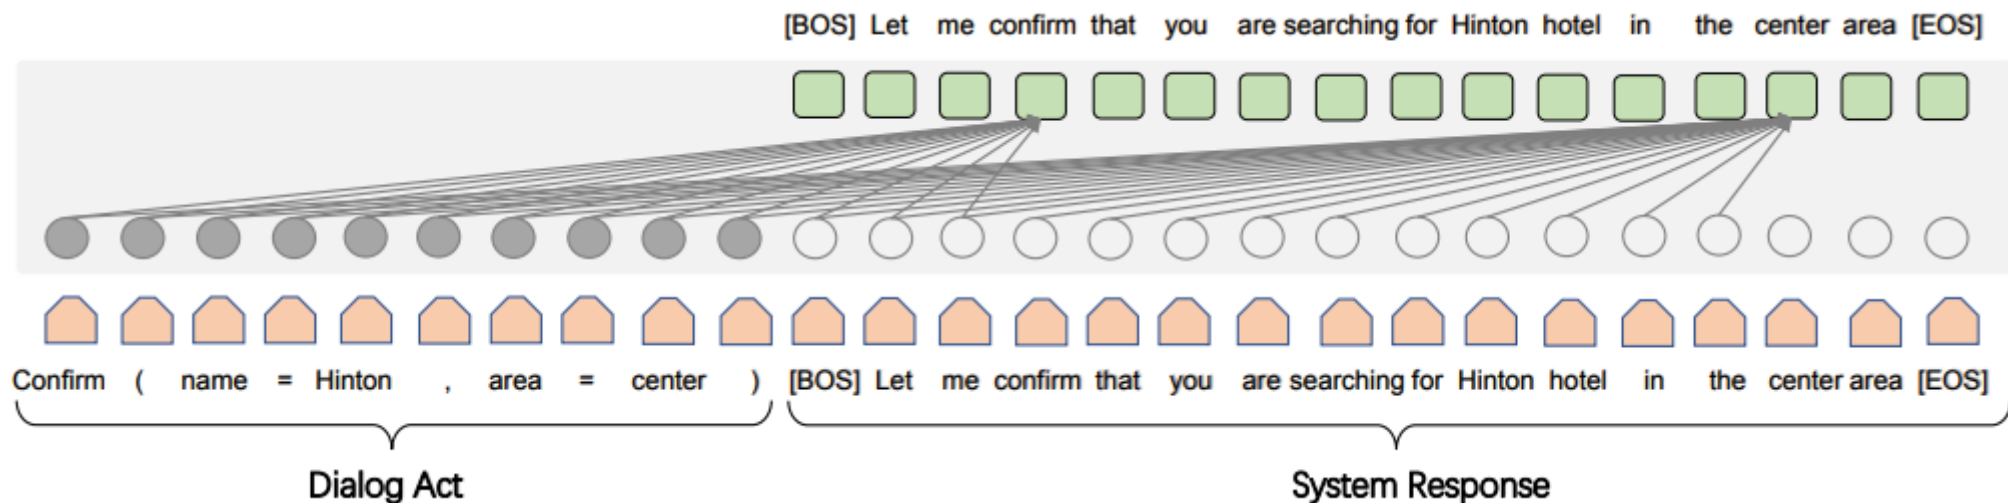 [BOS] Let me confirm that you are searching for Hinton hotel in the center area [EOS]
Confirm ( name = Hinton , area = center ) [BOS] Let me confirm that you are searching for Hinton hotel in the center area [EOS]
Dialog Act System Response